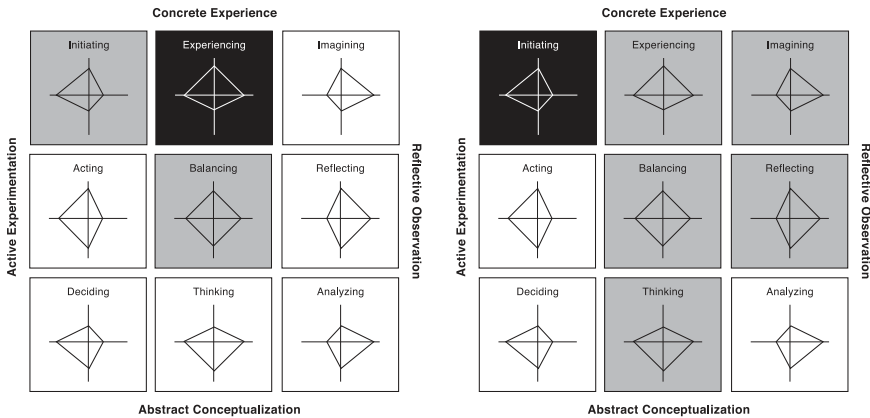 Concrete Experience
Initiating
Experiencing
Imagining
Acting
Balancing
Reflecting
Deciding
Thinking
Analyzing
Active Experimentation
Reflective Observation
Abstract Conceptualization
Concrete Experience
Initiating
Experiencing
Imagining
Acting
Balancing
Reflecting
Deciding
Thinking
Analyzing
Active Experimentation
Reflective Observation
Abstract Conceptualization